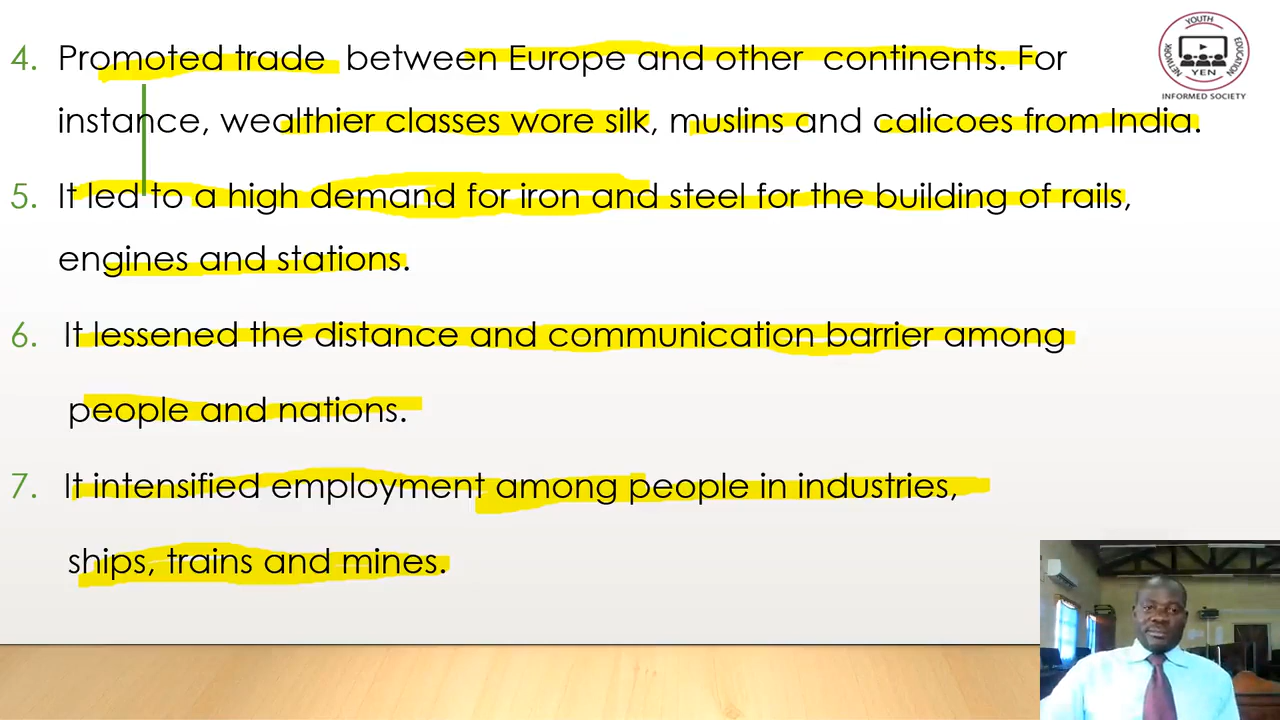 4. Promoted trade between Europe and other continents. For
instance, wealthier classes wore silk, muslins and calicoes from India.
5. It led to a high demand for iron and steel for the building of rails,
engines and stations.
6. It lessened the distance and communication barrier among
people and nations.
7. It intensified employment among people in industries,
ships, trains and mines.
YOUTH EDUCATION NETWORK
YEN
INFORMED SOCIETY